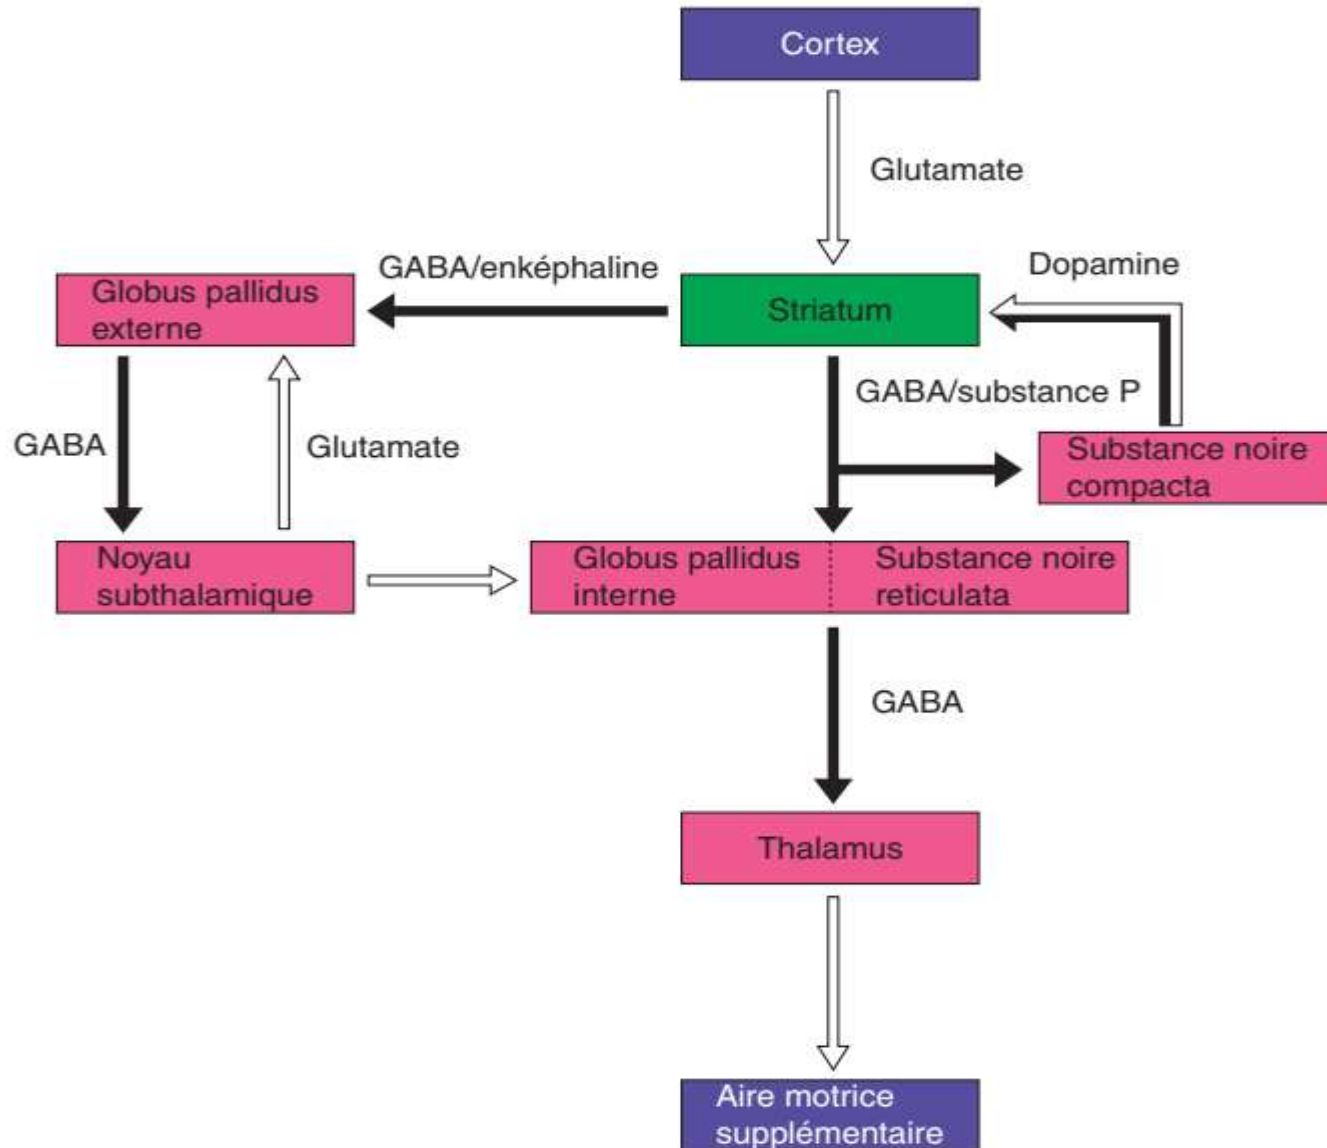 Cortex
Glutamate
GABA/enképhaline
Dopamine
Globus pallidus
externe
Striatum
GABA/substance P
GABA
Glutamate
Substance noire
compacta
Noyau
subthalamique
Globus pallidus
interne
Substance noire
reticulata
GABA
Thalamus
Aire motrice
supplémentaire